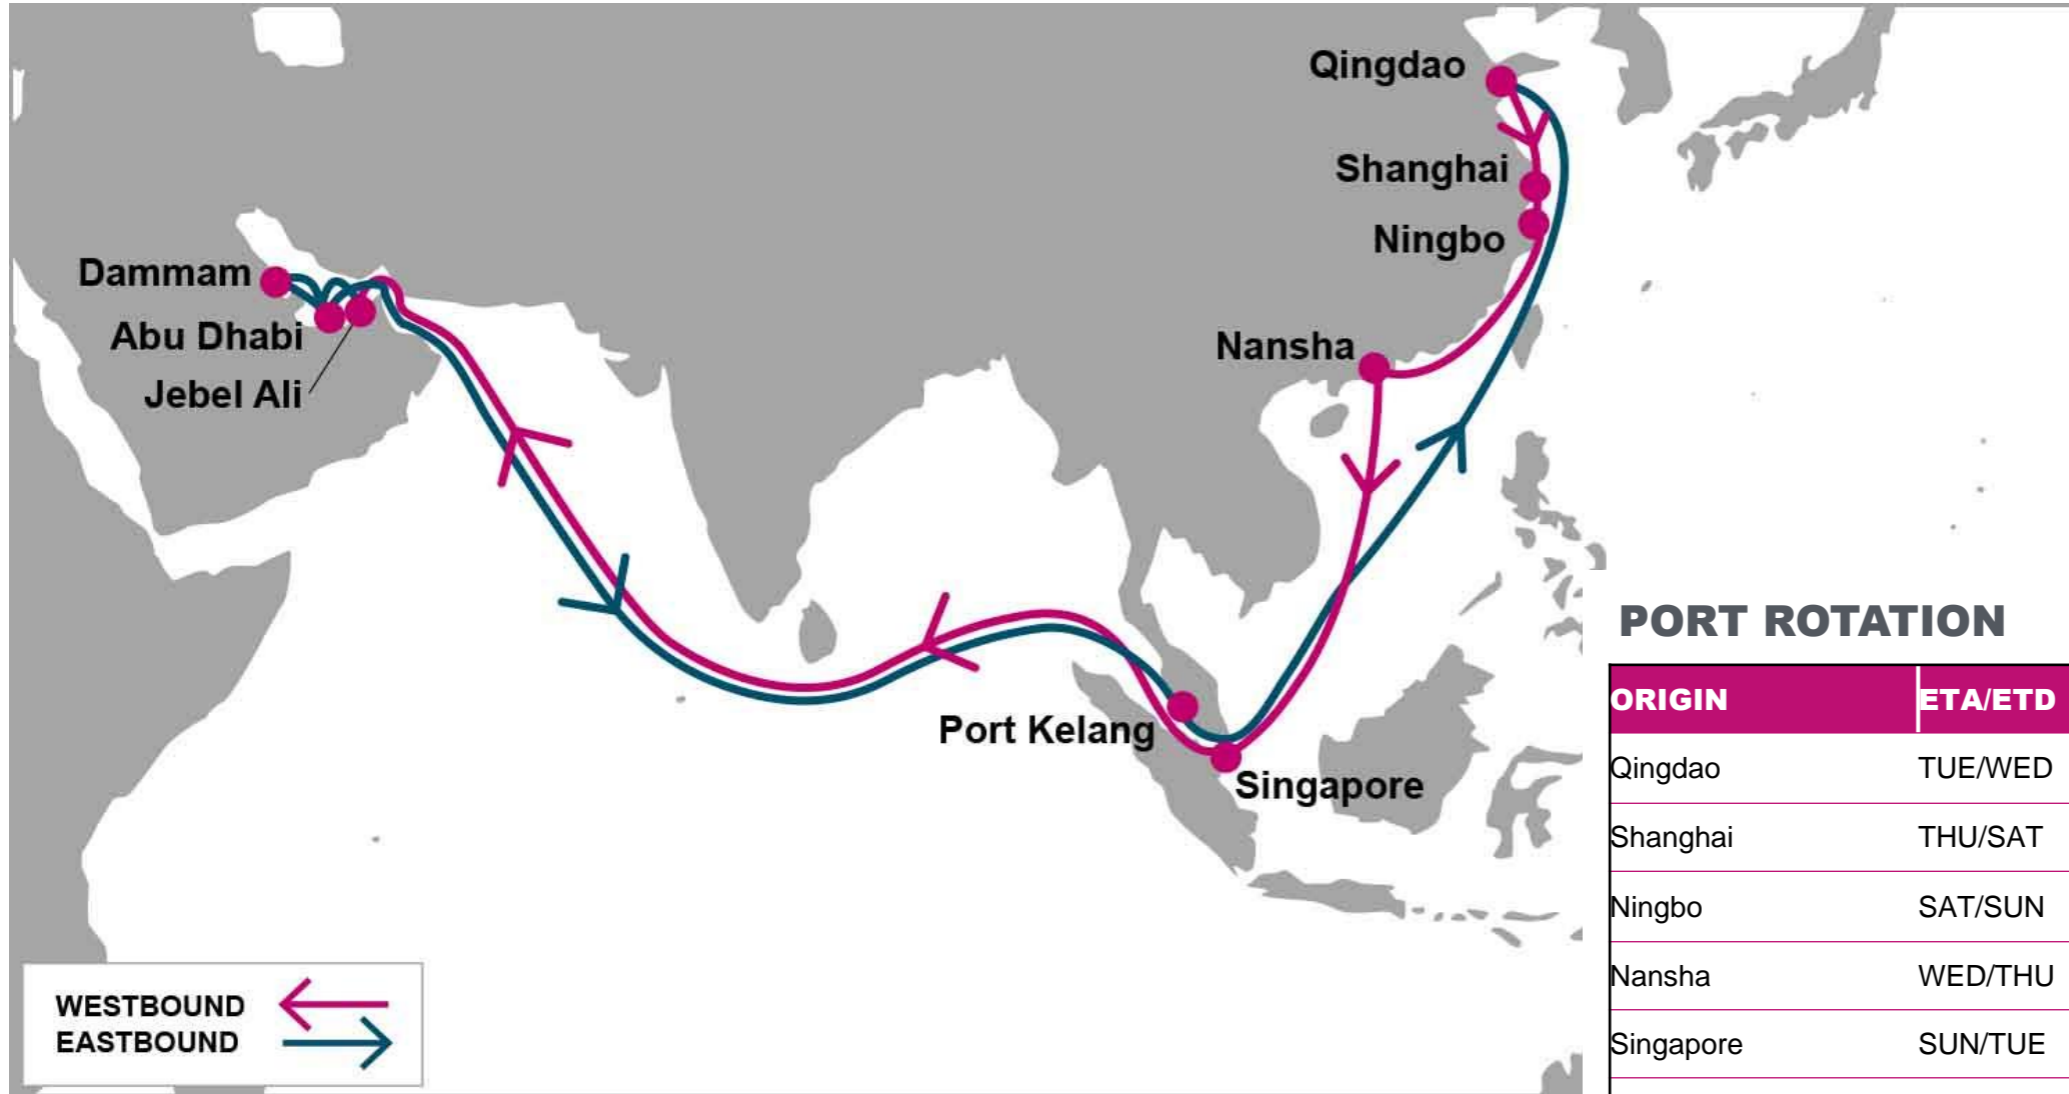 Qingdao
Shanghai
Ningbo
Dammam
Abu Dhabi
Nansha
Jebel Ali
Port Kelang
Singapore
WESTBOUND
EASTBOUND
PORT ROTATION
ORIGIN ETA/ETD
Qingdao TUE/WED
Shanghai THU/SAT
Ningbo SAT/SUN
Nansha WED/THU
Singapore SUN/TUE